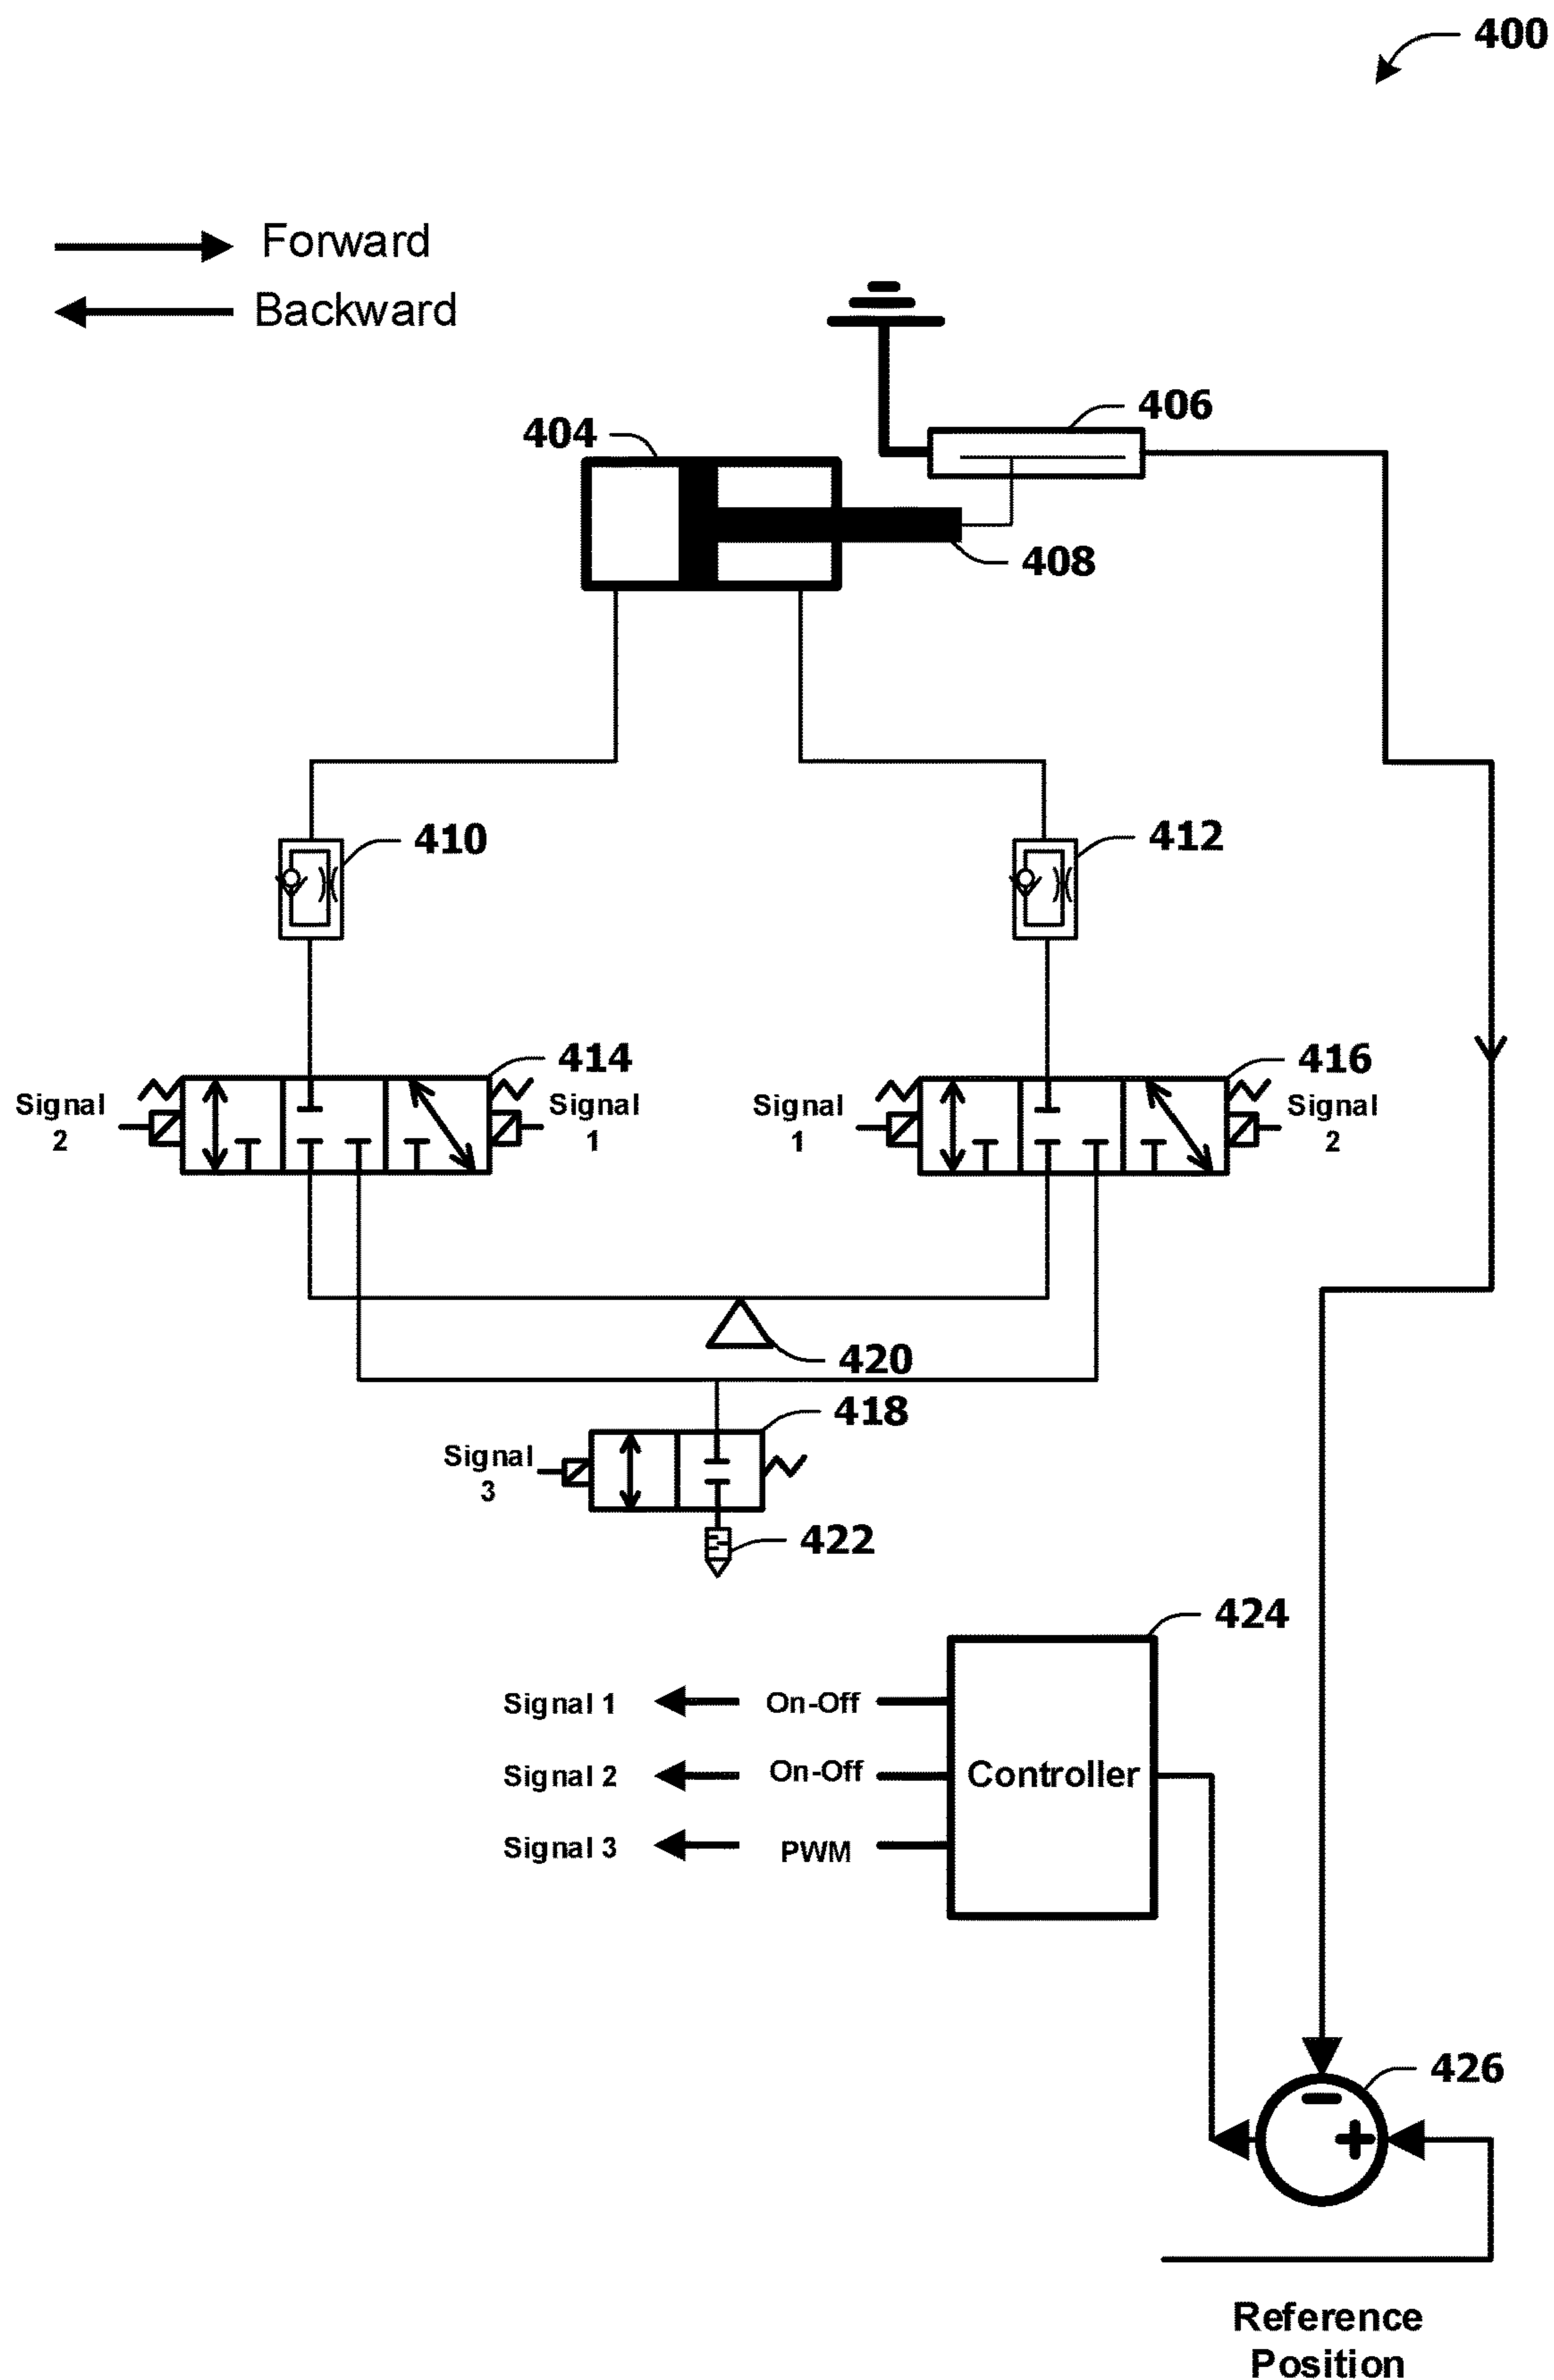 400
Forward
Backward
406
404
408
410
412
414
416
Signal 2
Signal 1
Signal 1
Signal 2
420
418
Signal 3
422
424
Signal 1 On-Off
Signal 2 On-Off
Signal 3 PWM
Controller
426
Reference
Position